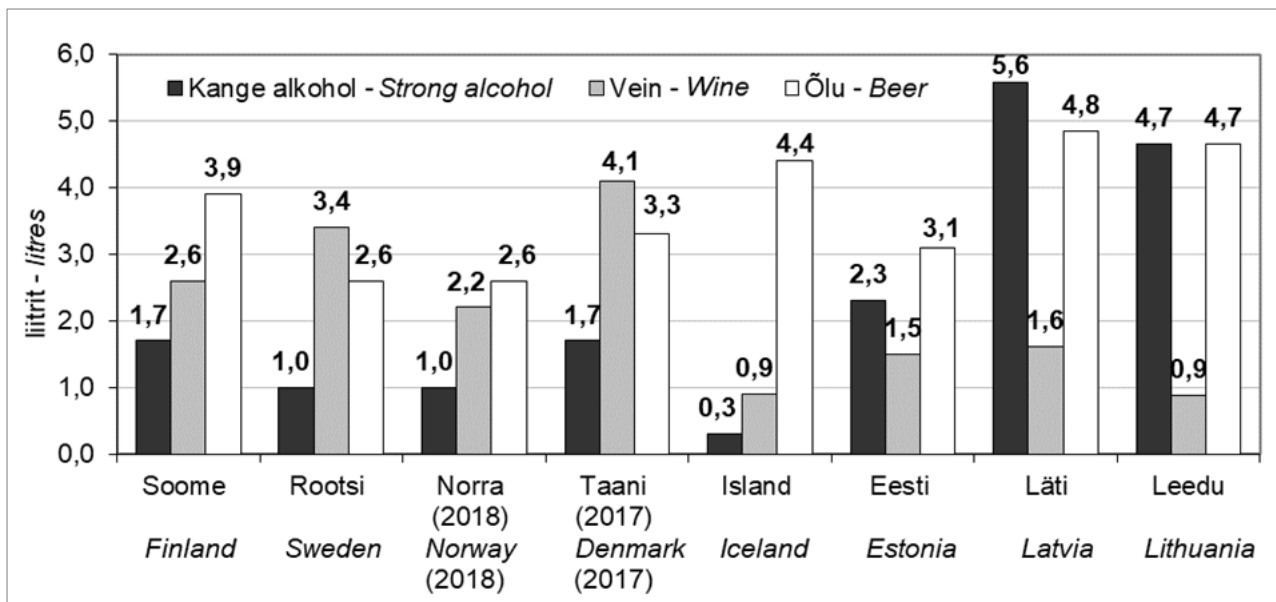 6,0
5,0
4,0
3,0
2,0
1,0
0,0
liitrit - litres
Kange alkohol - Strong alcohol Vein - Wine Õlu - Beer
1,7 2,6 3,9
1,0 3,4 2,6
1,0 2,2 2,6
1,7 4,1 3,3
0,3 0,9 4,4
2,3 1,5 3,1
5,6 1,6 4,8
4,7 0,9 4,7
Soome Rootsi Norra Taani Island Eesti Läti Leedu
(2018) (2017)
Finland Sweden Norway Denmark Iceland Estonia Latvia Lithuania
(2018) (2017)